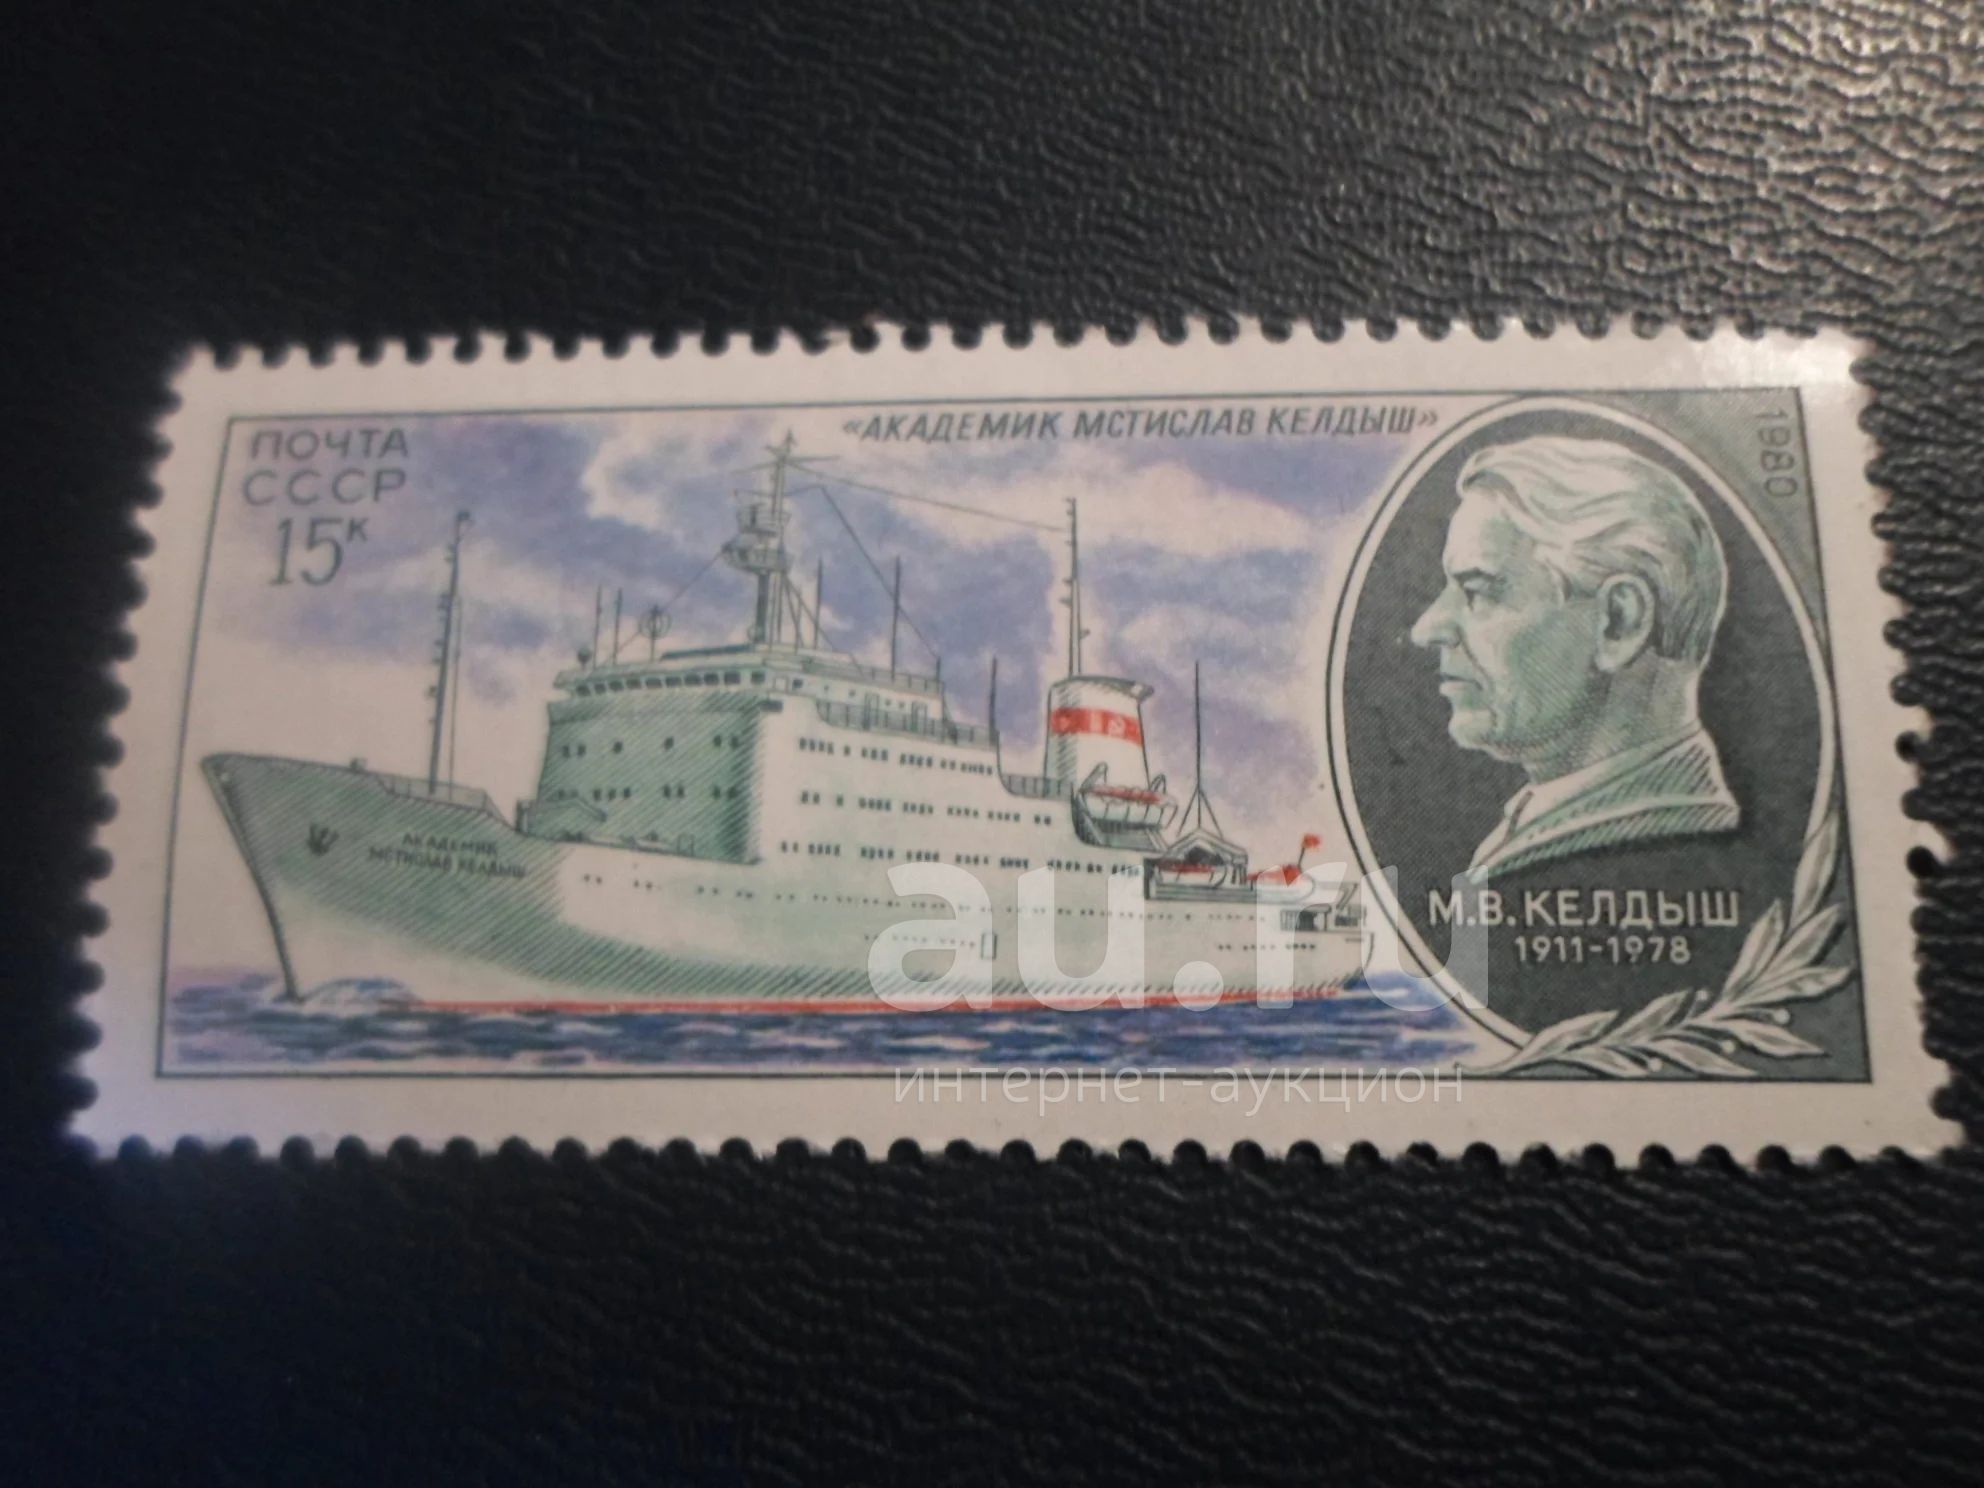 ПОЧТА
СССР
15к
«АКАДЕМИК МСТИСЛАВ КЕЛДЫШ»
1980
АКАДЕМИК
МСТИСЛАВ КЕЛДЫШ
М.В.КЕЛДЫШ
1911-1978
au.ru
интернет-аукцион